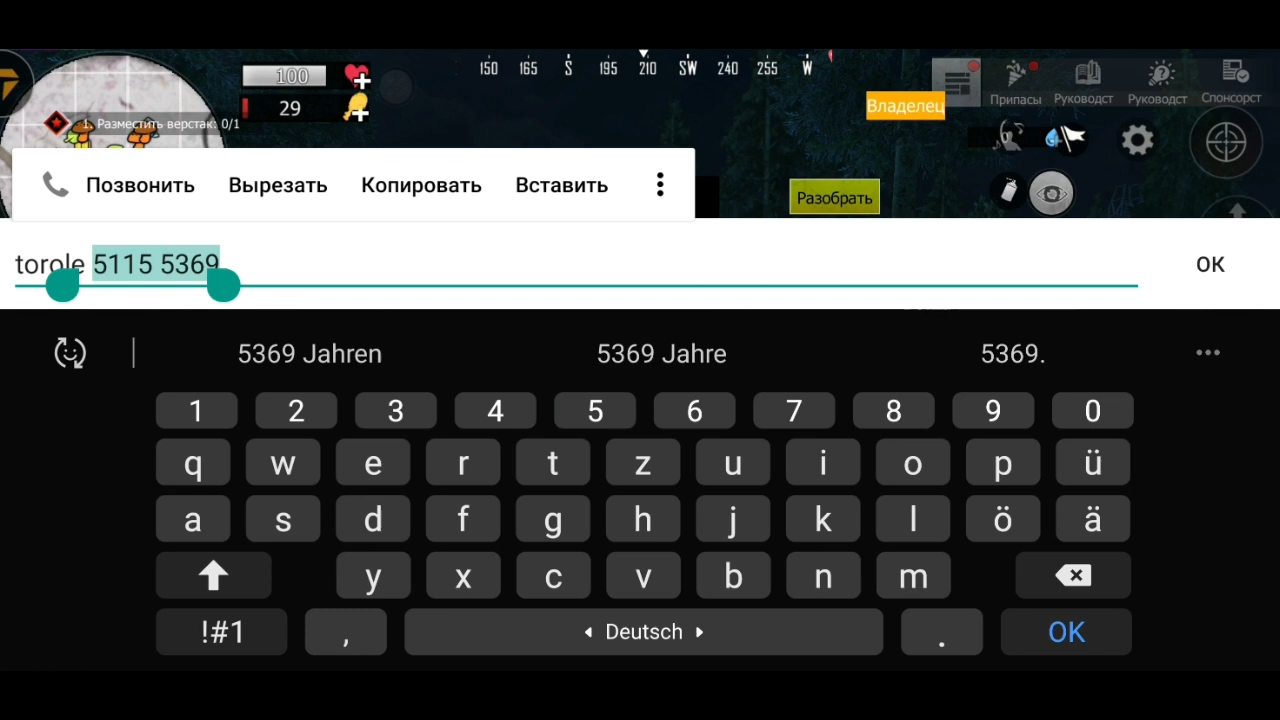 150 165 S 195 210 SW 240 255 W
100
29
1. Разместить верстак: 0/1
Владелец
Припасы Руководст Руководст Спонсорст
Разобрать
Позвонить Вырезать Копировать Вставить
torole 5115 5369
ОК
5369 Jahren 5369 Jahre 5369.
1 2 3 4 5 6 7 8 9 0
q w e r t z u i o p ü
a s d f g h j k l ö ä
y x c v b n m
!#1 , Deutsch . OK